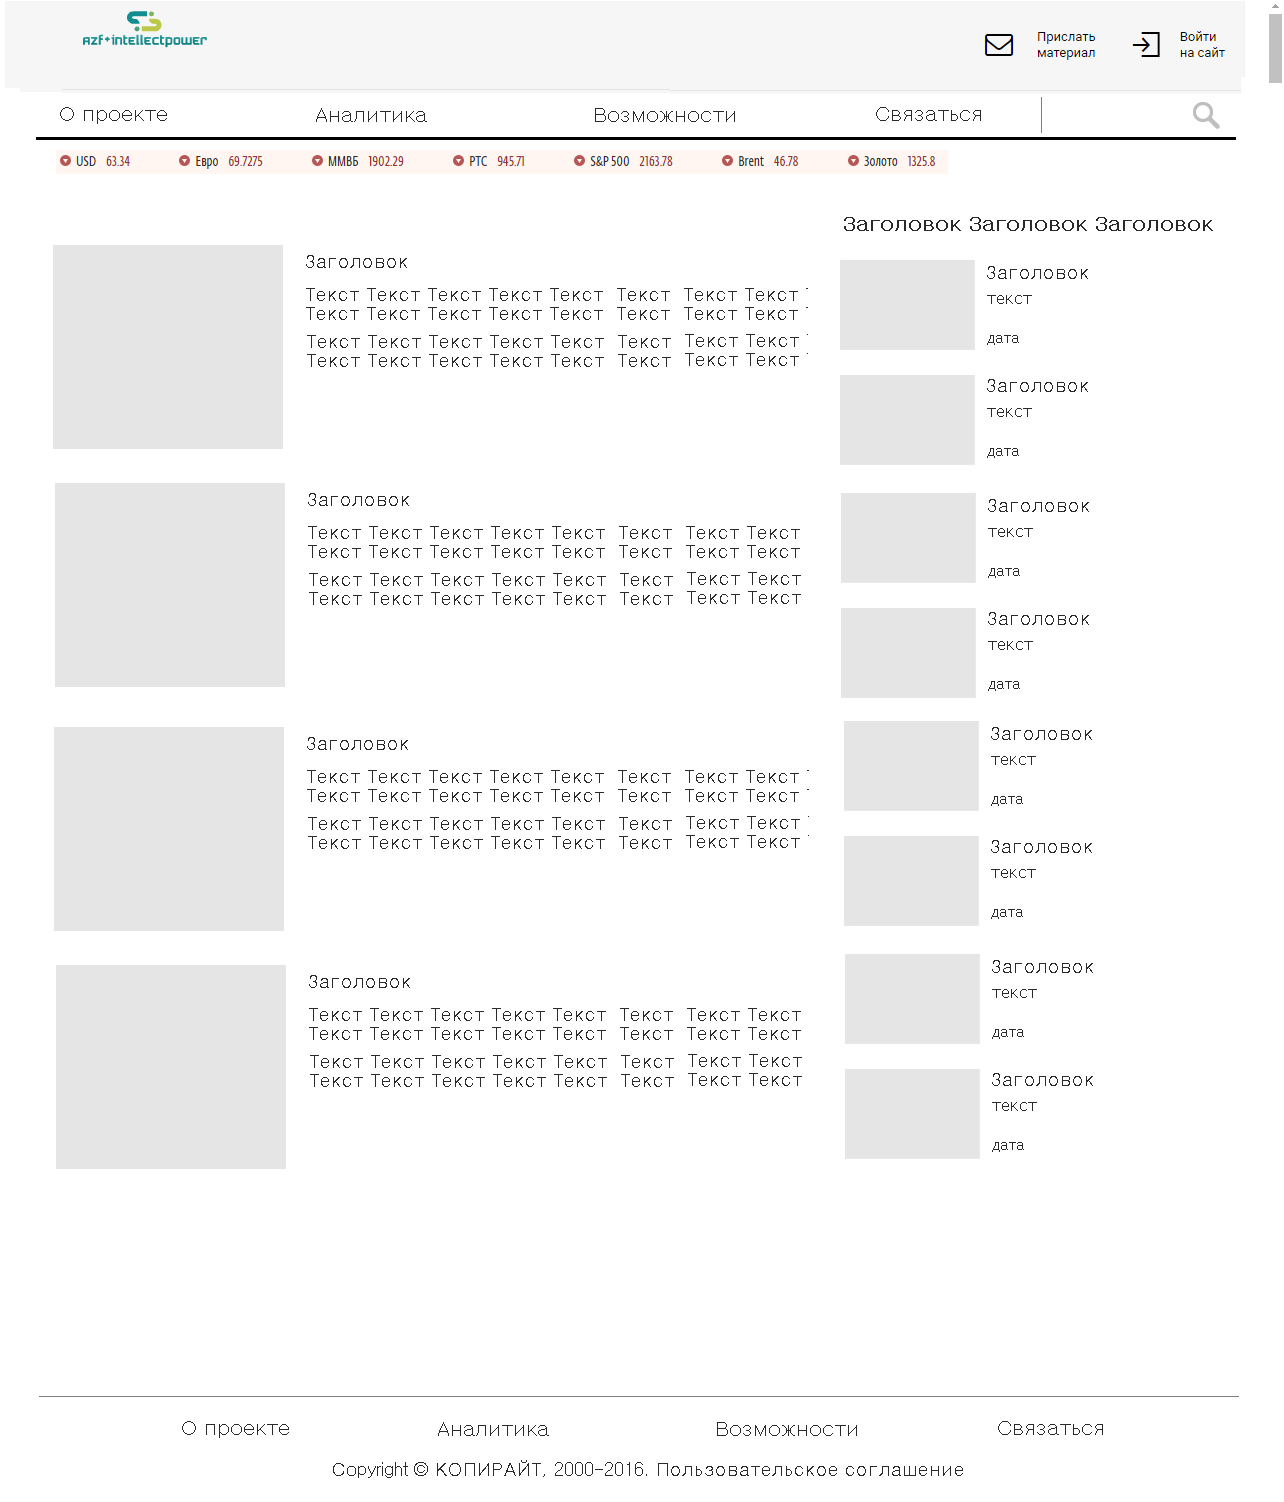 Azf+intellectpower
Прислать
материал
Войти
на сайт
О проекте Аналитика Возможности Связаться
USD 63.34 Евро 69.7275 ММВБ 1902.29 РТС 945.71 S&P 500 2163.78 Brent 46.78 Золото 1325.8
Заголовок
Текст Текст Текст Текст Текст Текст Текст Текст
Текст Текст Текст Текст Текст Текст Текст Текст
Текст Текст Текст Текст Текст Текст Текст Текст
Текст Текст Текст Текст Текст Текст Текст Текст
Заголовок
Текст Текст Текст Текст Текст Текст Текст Текст
Текст Текст Текст Текст Текст Текст Текст Текст
Текст Текст Текст Текст Текст Текст Текст Текст
Текст Текст Текст Текст Текст Текст Текст Текст
Заголовок
Текст Текст Текст Текст Текст Текст Текст Текст
Текст Текст Текст Текст Текст Текст Текст Текст
Текст Текст Текст Текст Текст Текст Текст Текст
Текст Текст Текст Текст Текст Текст Текст Текст
Заголовок
Текст Текст Текст Текст Текст Текст Текст Текст
Текст Текст Текст Текст Текст Текст Текст Текст
Текст Текст Текст Текст Текст Текст Текст Текст
Текст Текст Текст Текст Текст Текст Текст Текст
Заголовок Заголовок Заголовок
Заголовок
текст
дата
Заголовок
текст
дата
Заголовок
текст
дата
Заголовок
текст
дата
Заголовок
текст
дата
Заголовок
текст
дата
Заголовок
текст
дата
Заголовок
текст
дата
О проекте Аналитика Возможности Связаться
Copyright © КОПИРАЙТ, 2000-2016. Пользовательское соглашение